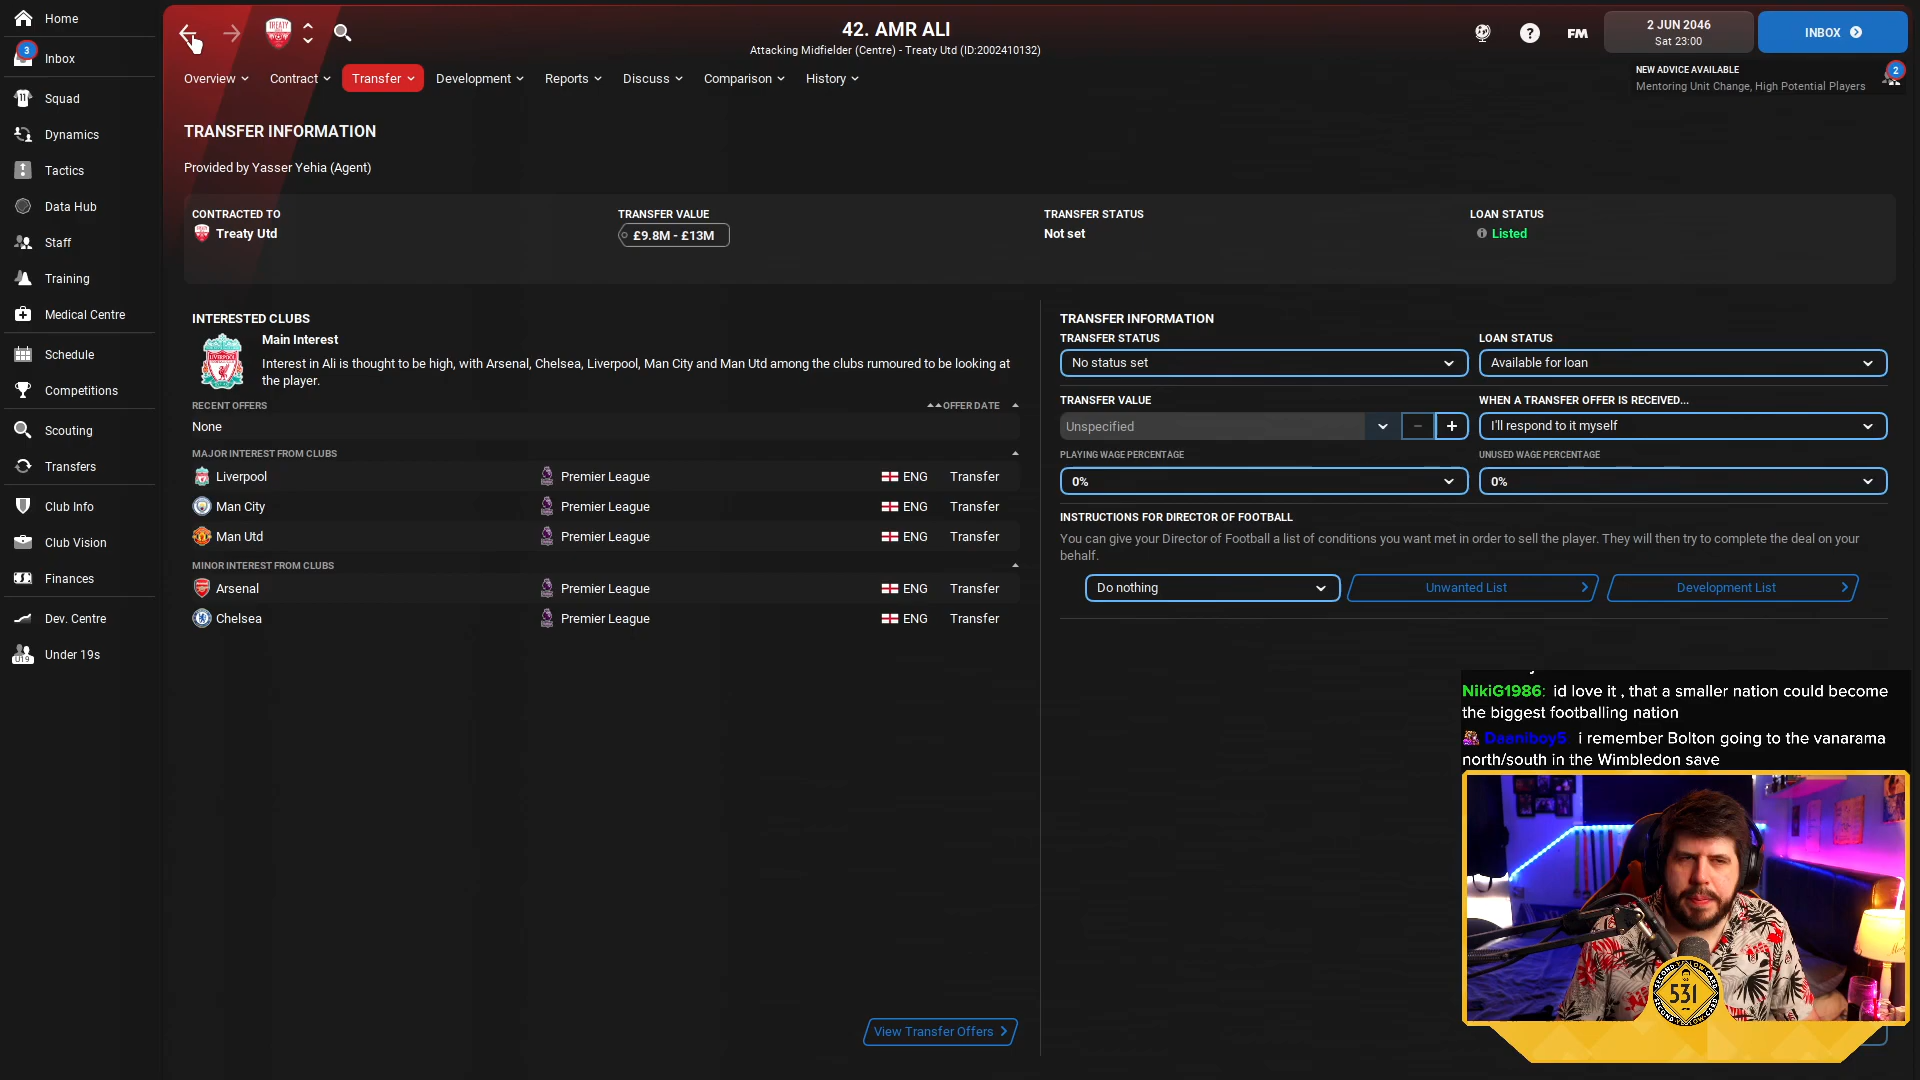 Home
3
Inbox
Squad
Dynamics
Tactics
Data Hub
Staff
Training
Medical Centre
Schedule
Competitions
Scouting
Transfers
Club Info
Club Vision
Finances
Dev. Centre
Under 19s
42. AMR ALI
Attacking Midfielder (Centre) - Treaty Utd (ID:2002410132)
FM
2 JUN 2046
Sat 23:00
INBOX
Overview
Contract
Transfer
Development
Reports
Discuss
Comparison
History
NEW ADVICE AVAILABLE
Mentoring Unit Change, High Potential Players
2
TRANSFER INFORMATION
Provided by Yasser Yehia (Agent)
CONTRACTED TO
Treaty Utd
TRANSFER VALUE
£9.8M - £13M
TRANSFER STATUS
Not set
LOAN STATUS
Listed
INTERESTED CLUBS
Main Interest
Interest in Ali is thought to be high, with Arsenal, Chelsea, Liverpool, Man City and Man Utd among the clubs rumoured to be looking at
the player.
RECENT OFFERS OFFER DATE
None
MAJOR INTEREST FROM CLUBS
Liverpool Premier League ENG Transfer
Man City Premier League ENG Transfer
Man Utd Premier League ENG Transfer
MINOR INTEREST FROM CLUBS
Arsenal Premier League ENG Transfer
Chelsea Premier League ENG Transfer
View Transfer Offers
TRANSFER INFORMATION
TRANSFER STATUS
No status set
LOAN STATUS
Available for loan
TRANSFER VALUE
Unspecified
WHEN A TRANSFER OFFER IS RECEIVED...
I'll respond to it myself
PLAYING WAGE PERCENTAGE
0%
UNUSED WAGE PERCENTAGE
0%
INSTRUCTIONS FOR DIRECTOR OF FOOTBALL
You can give your Director of Football a list of conditions you want met in order to sell the player. They will then try to complete the deal on your
behalf.
Do nothing
Unwanted List
Development List
NikiG1986: id love it , that a smaller nation could become
the biggest footballing nation
Daaniboy5 i remember Bolton going to the vanarama
north/south in the Wimbledon save
SECOND YELLOW CARD
531